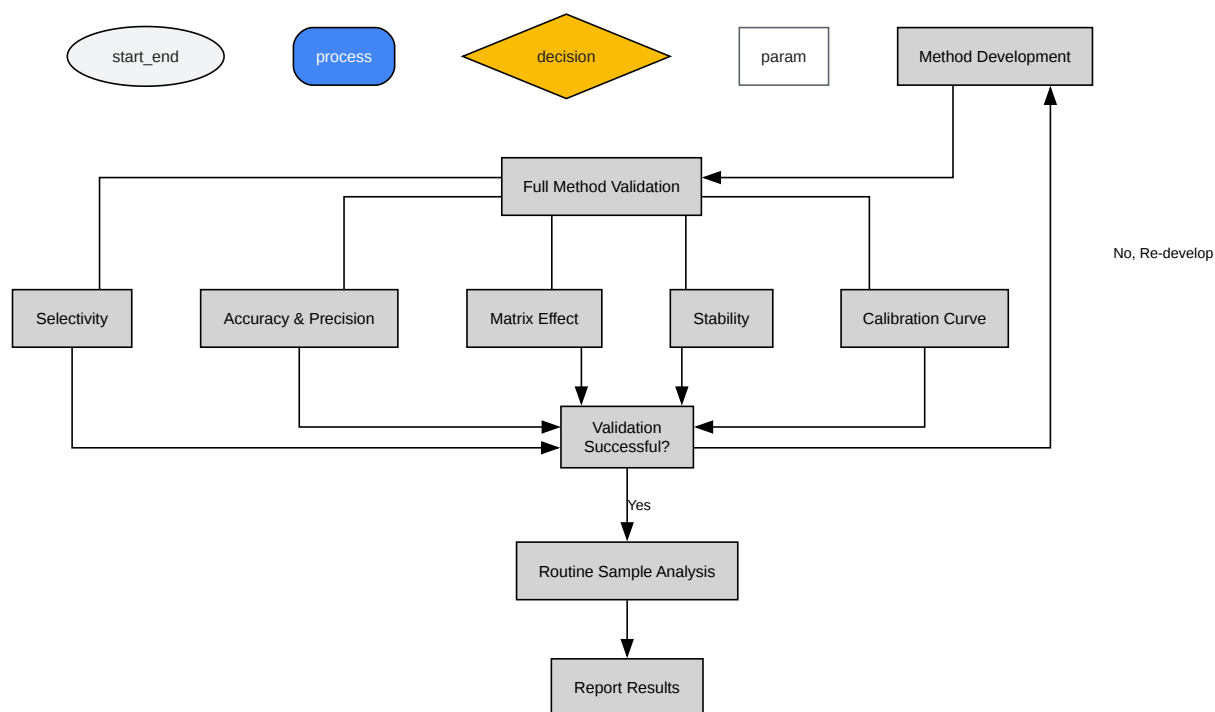 start_end
process
decision
param
Method Development
Full Method Validation
No, Re-develop
Selectivity
Accuracy & Precision
Matrix Effect
Stability
Calibration Curve
Validation
Successful?
Yes
Routine Sample Analysis
Report Results